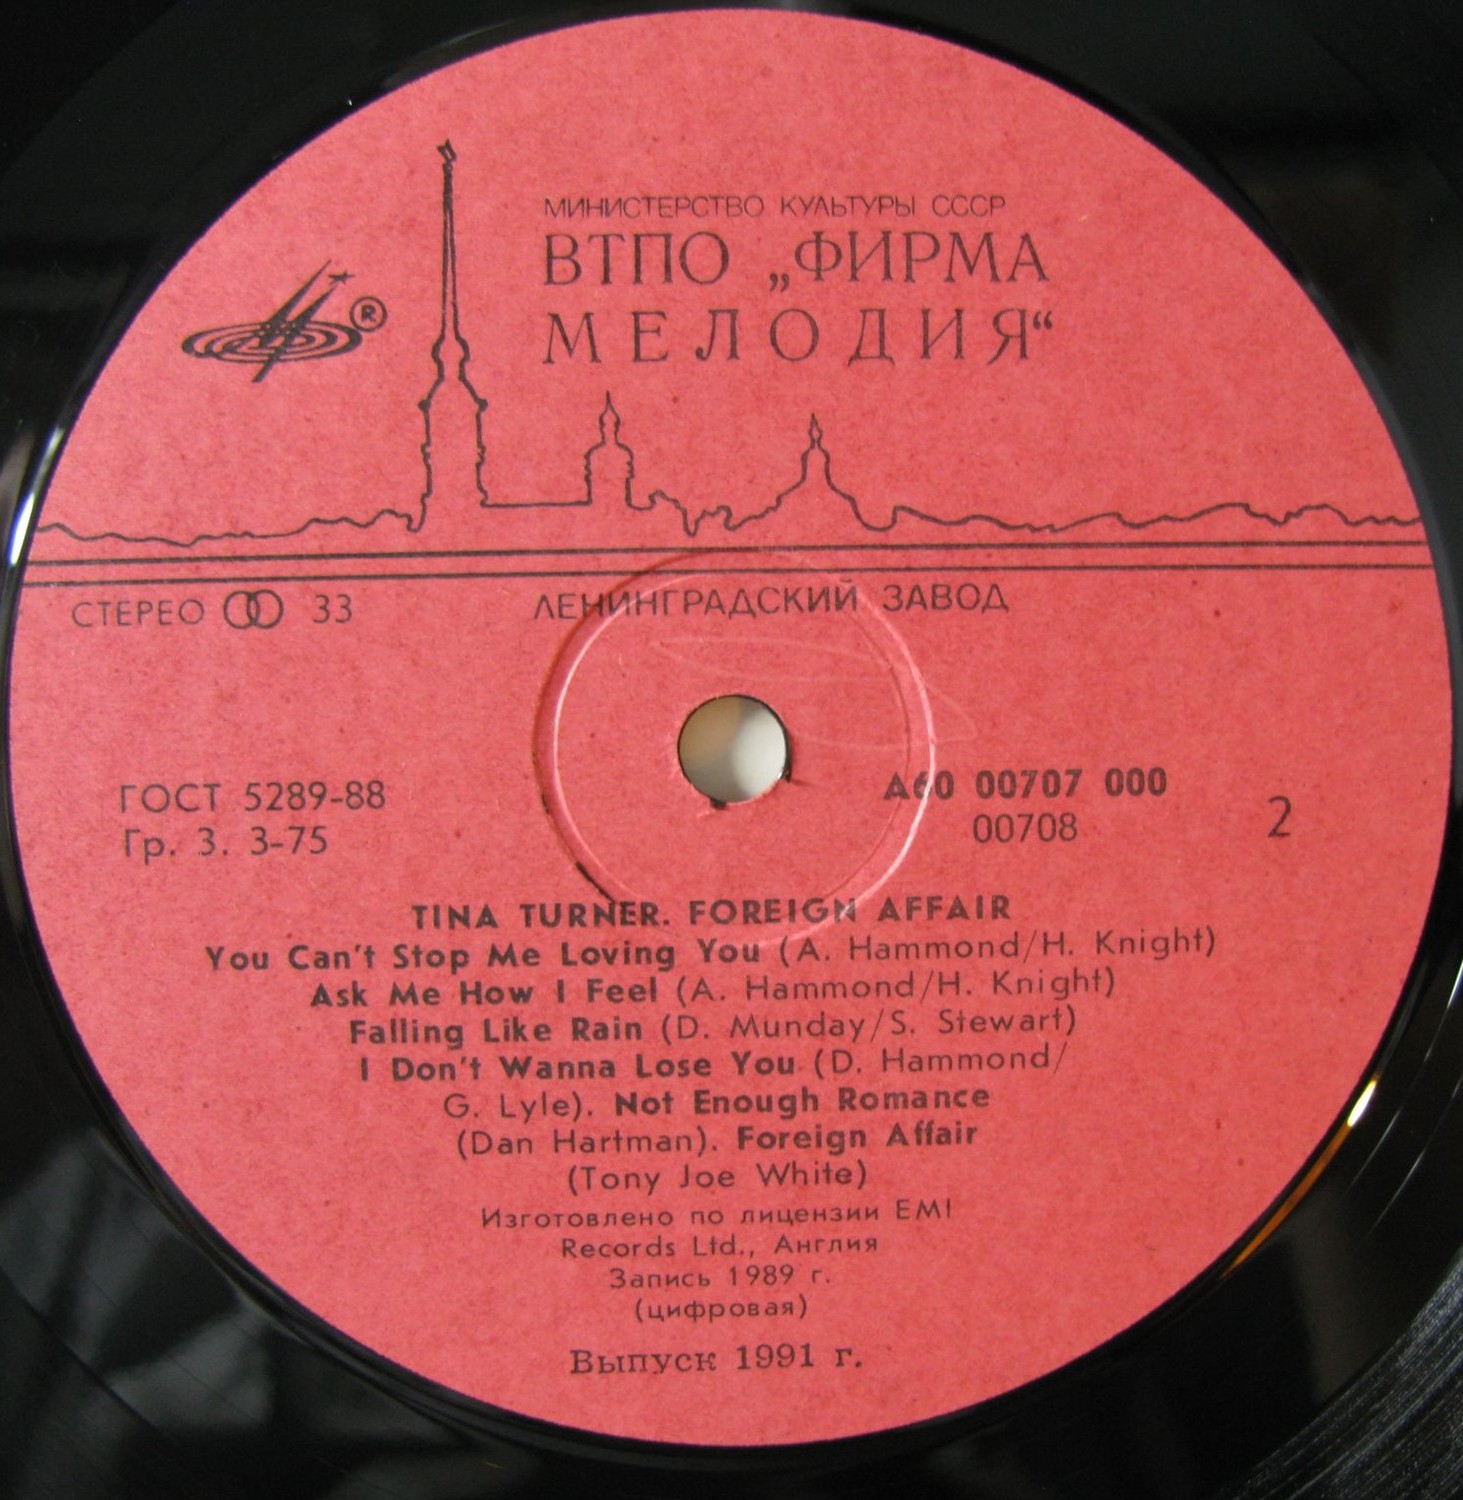 МИНИСТЕРСТВО КУЛЬТУРЫ СССР
ВТПО „ФИРМА
МЕЛОДИЯ“
®
СТЕРЕО 33
ЛЕНИНГРАДСКИЙ ЗАВОД
ГОСТ 5289-88
Гр. 3. 3-75
А60 00707 000
00708
2
TINA TURNER. FOREIGN AFFAIR
You Can't Stop Me Loving You (A. Hammond/H. Knight)
Ask Me How I Feel (A. Hammond/H. Knight)
Falling Like Rain (D. Munday/S. Stewart)
I Don't Wanna Lose You (D. Hammond/
G. Lyle). Not Enough Romance
(Dan Hartman). Foreign Affair
(Tony Joe White)
Изготовлено по лицензии EMI
Records Ltd., Англия
Запись 1989 г.
(цифровая)
Выпуск 1991 г.